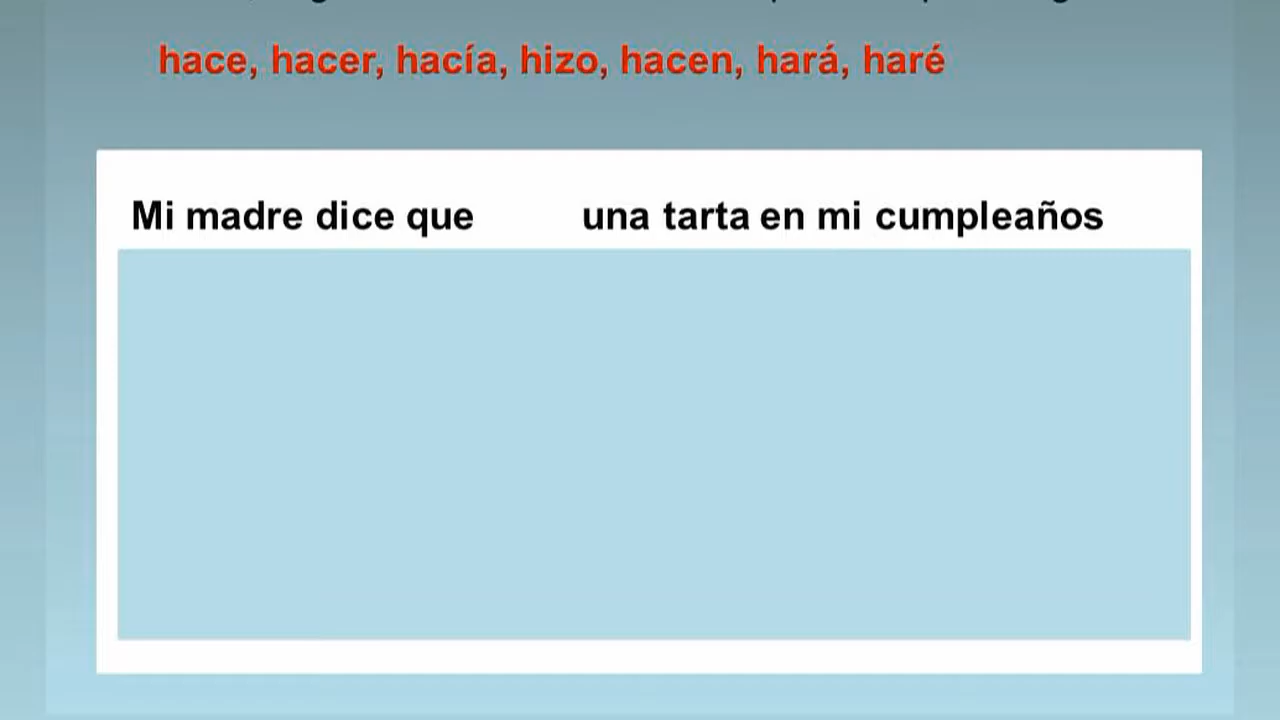 hace, hacer, hacía, hizo, hacen, hará, haré
Mi madre dice que una tarta en mi cumpleaños